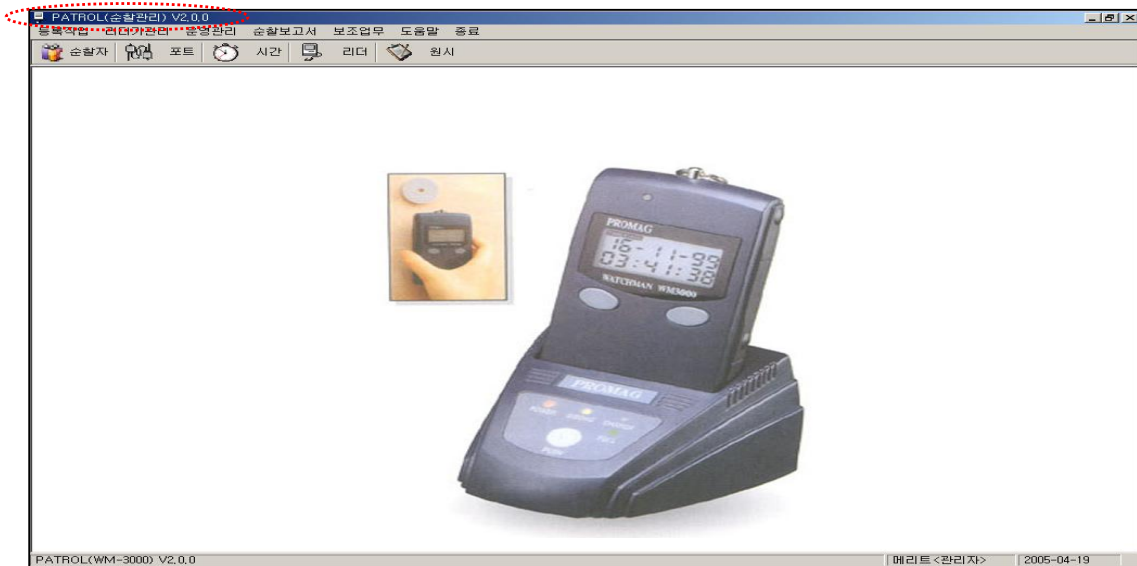 PATROL(순찰관리) V2,0,0
등록작업 리더기관리 운영관리 순찰보고서 보조업무 도움말 종료
순찰자 포트 시간 리더 원시
PROMAG
16-11-99
03:41:38
WATCHMAN WM3000
PROMAG
POWER
PUSH
PATROL(WM-3000) V2,0,0 메리트<관리자> 2005-04-19